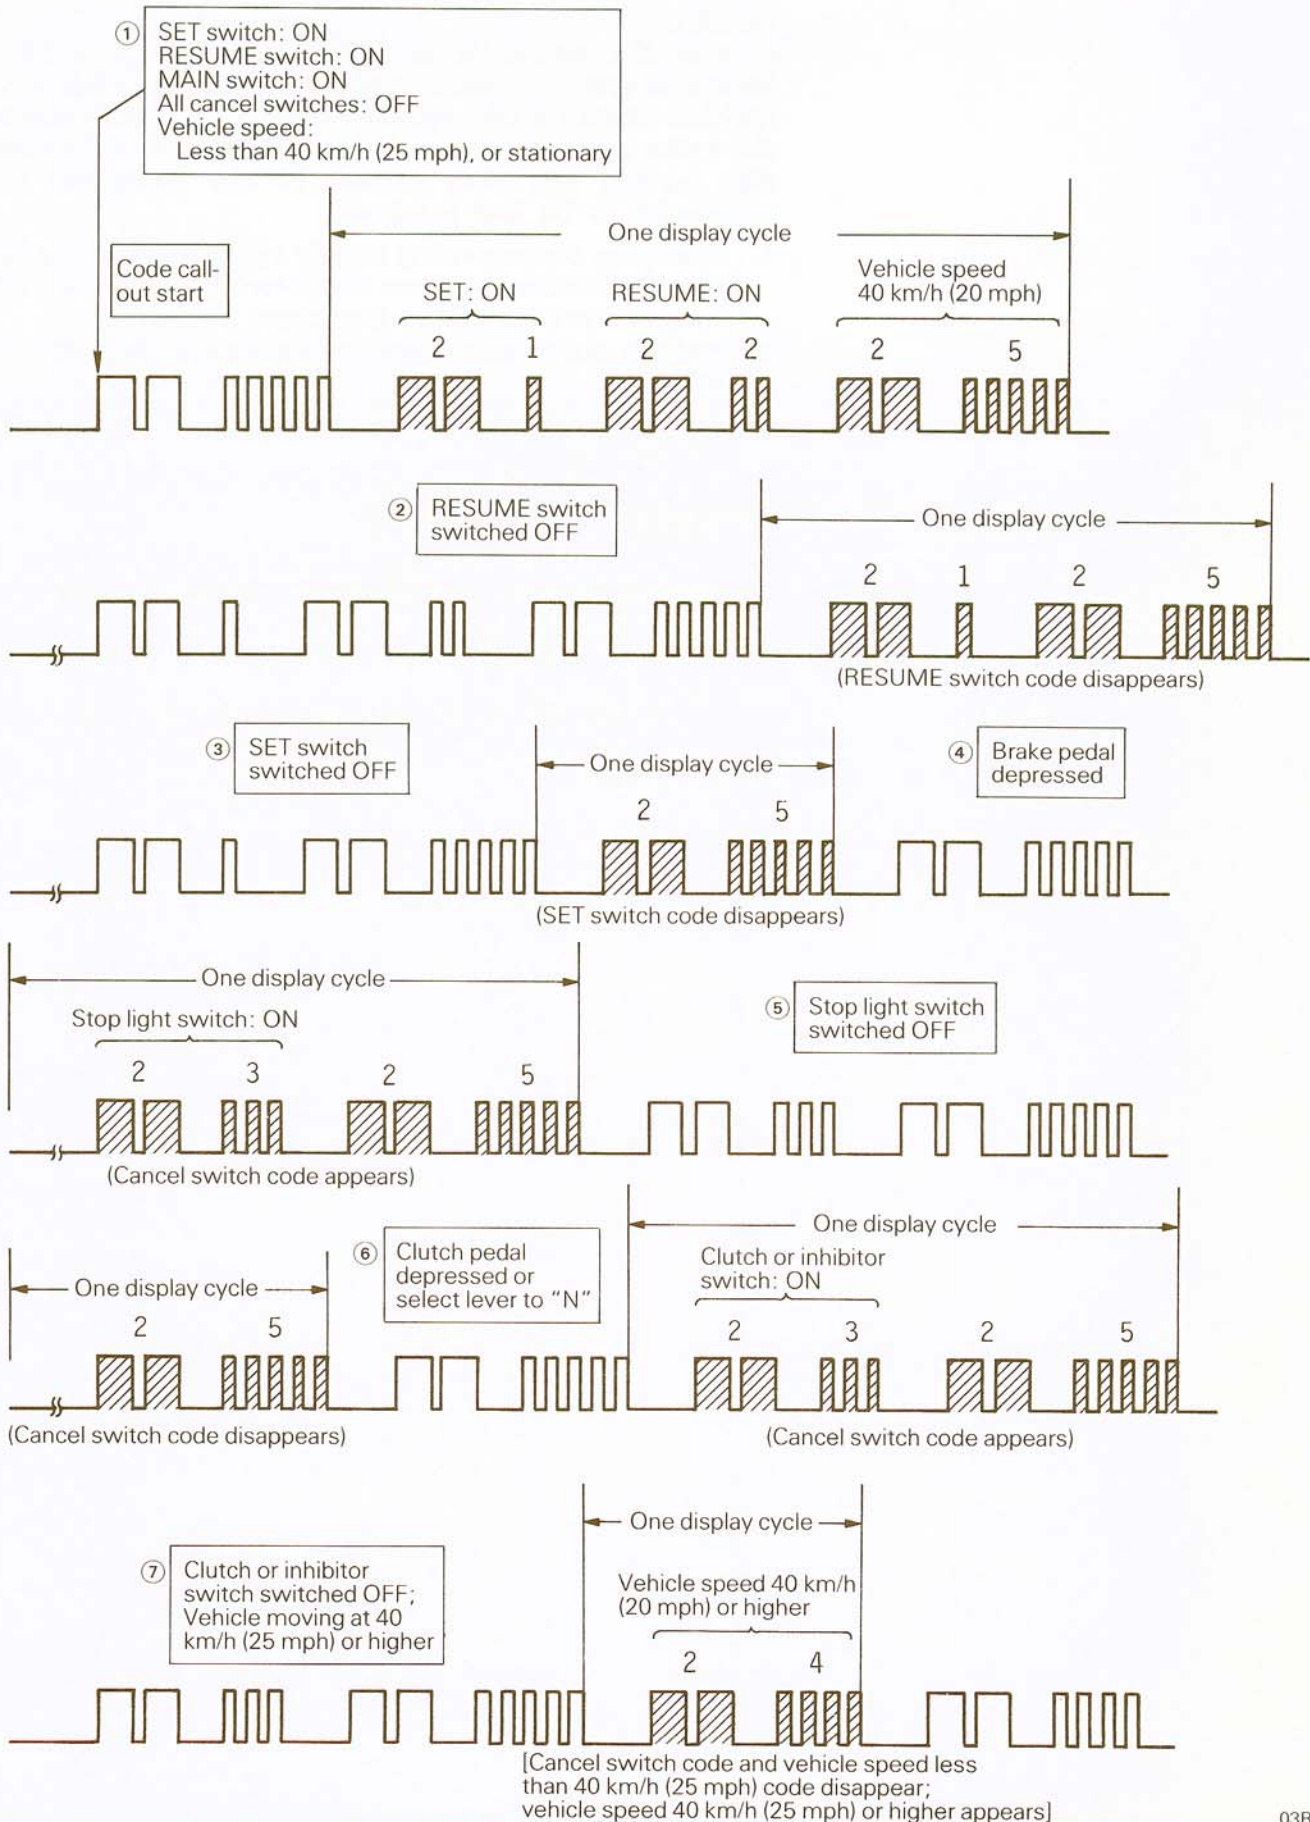 ① SET switch: ON
RESUME switch: ON
MAIN switch: ON
All cancel switches: OFF
Vehicle speed:
Less than 40 km/h (25 mph), or stationary
One display cycle
Code call-
out start
SET: ON
RESUME: ON
Vehicle speed
40 km/h (20 mph)
2 1 2 2 2 5
② RESUME switch
switched OFF
One display cycle
2 1 2 5
(RESUME switch code disappears)
③ SET switch
switched OFF
One display cycle
④ Brake pedal
depressed
2 5
(SET switch code disappears)
One display cycle
Stop light switch: ON
⑤ Stop light switch
switched OFF
2 3 2 5
(Cancel switch code appears)
One display cycle
2 5
⑥ Clutch pedal
depressed or
select lever to "N"
One display cycle
Clutch or inhibitor
switch: ON
2 3 2 5
(Cancel switch code disappears)
(Cancel switch code appears)
One display cycle
⑦ Clutch or inhibitor
switch switched OFF;
Vehicle moving at 40
km/h (25 mph) or higher
Vehicle speed 40 km/h
(20 mph) or higher
2 4
[Cancel switch code and vehicle speed less
than 40 km/h (25 mph) code disappear;
vehicle speed 40 km/h (25 mph) or higher appears]
03R